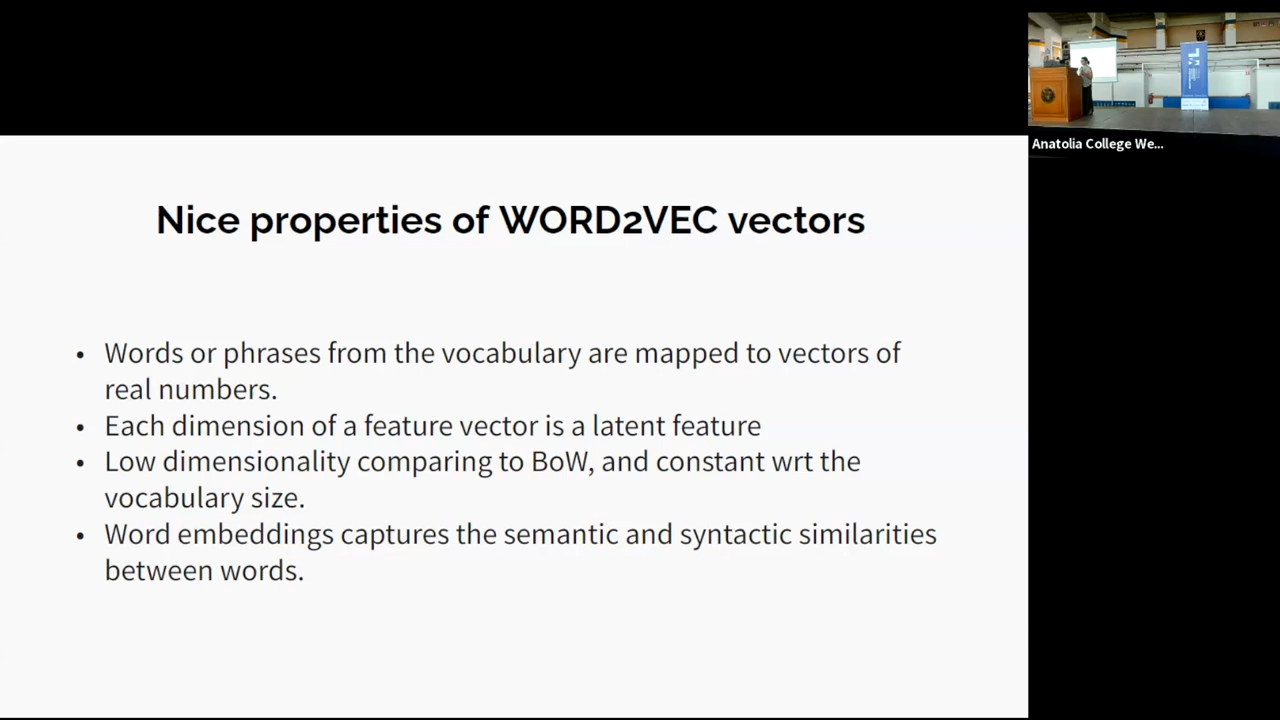 Nice properties of WORD2VEC vectors
• Words or phrases from the vocabulary are mapped to vectors of
real numbers.
• Each dimension of a feature vector is a latent feature
• Low dimensionality comparing to BoW, and constant wrt the
vocabulary size.
• Word embeddings captures the semantic and syntactic similarities
between words.
Anatolia College We...